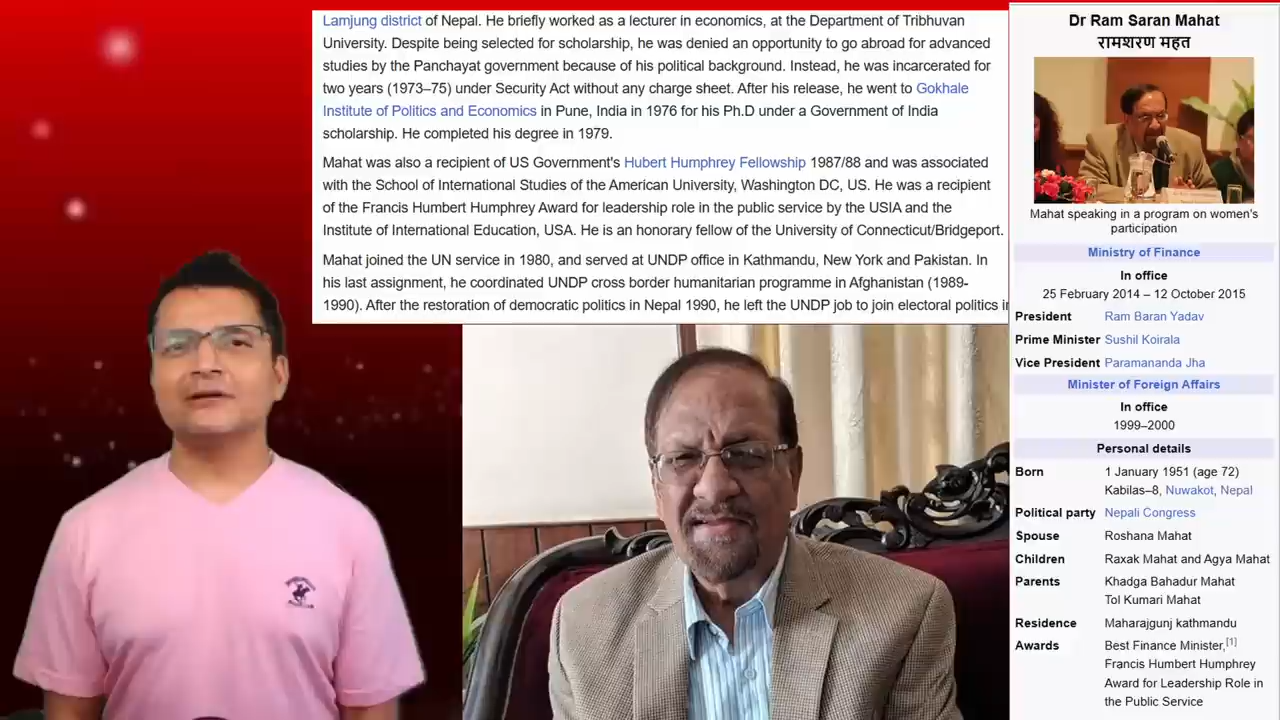 Lamjung district of Nepal. He briefly worked as a lecturer in economics, at the Department of Tribhuvan
University. Despite being selected for scholarship, he was denied an opportunity to go abroad for advanced
studies by the Panchayat government because of his political background. Instead, he was incarcerated for
two years (1973–75) under Security Act without any charge sheet. After his release, he went to Gokhale
Institute of Politics and Economics in Pune, India in 1976 for his Ph.D under a Government of India
scholarship. He completed his degree in 1979.
Mahat was also a recipient of US Government's Hubert Humphrey Fellowship 1987/88 and was associated
with the School of International Studies of the American University, Washington DC, US. He was a recipient
of the Francis Humbert Humphrey Award for leadership role in the public service by the USIA and the
Institute of International Education, USA. He is an honorary fellow of the University of Connecticut/Bridgeport.
Mahat joined the UN service in 1980, and served at UNDP office in Kathmandu, New York and Pakistan. In
his last assignment, he coordinated UNDP cross border humanitarian programme in Afghanistan (1989-
1990). After the restoration of democratic politics in Nepal 1990, he left the UNDP job to join electoral politics in
Dr Ram Saran Mahat
रामशरण महत
Mahat speaking in a program on women's
participation
Ministry of Finance
In office
25 February 2014 – 12 October 2015
President Ram Baran Yadav
Prime Minister Sushil Koirala
Vice President Paramananda Jha
Minister of Foreign Affairs
In office
1999–2000
Personal details
Born 1 January 1951 (age 72)
Kabilas–8, Nuwakot, Nepal
Political party Nepali Congress
Spouse Roshana Mahat
Children Raxak Mahat and Agya Mahat
Parents Khadga Bahadur Mahat
Tol Kumari Mahat
Residence Maharajgunj kathmandu
Awards Best Finance Minister,[1]
Francis Humbert Humphrey
Award for Leadership Role in
the Public Service